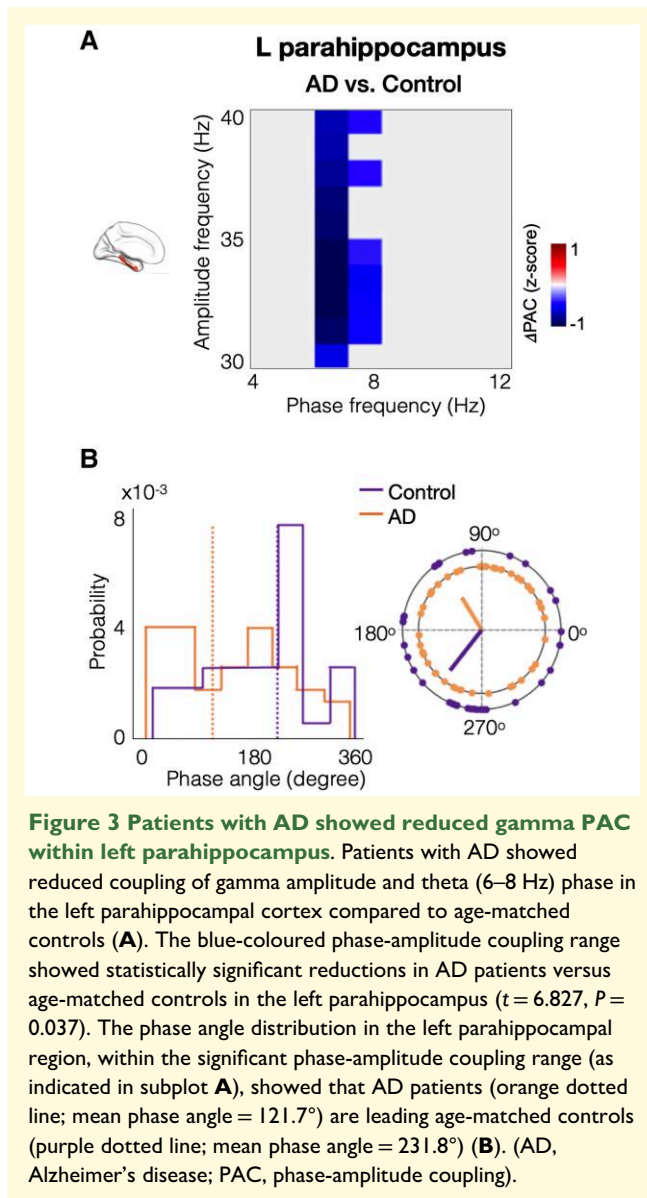 A
L parahippocampus
AD vs. Control
Amplitude frequency (Hz)
40
35
30
4 8 12
Phase frequency (Hz)
ΔPAC (z-score)
1
-1
B
x10-3
8
4
0
Probability
0 180 360
Phase angle (degree)
Control
AD
90°
180°
0°
270°
Figure 3 Patients with AD showed reduced gamma PAC
within left parahippocampus. Patients with AD showed
reduced coupling of gamma amplitude and theta (6–8 Hz) phase in
the left parahippocampal cortex compared to age-matched
controls (A). The blue-coloured phase-amplitude coupling range
showed statistically significant reductions in AD patients versus
age-matched controls in the left parahippocampus (t = 6.827, P =
0.037). The phase angle distribution in the left parahippocampal
region, within the significant phase-amplitude coupling range (as
indicated in subplot A), showed that AD patients (orange dotted
line; mean phase angle = 121.7°) are leading age-matched controls
(purple dotted line; mean phase angle = 231.8°) (B). (AD,
Alzheimer's disease; PAC, phase-amplitude coupling).